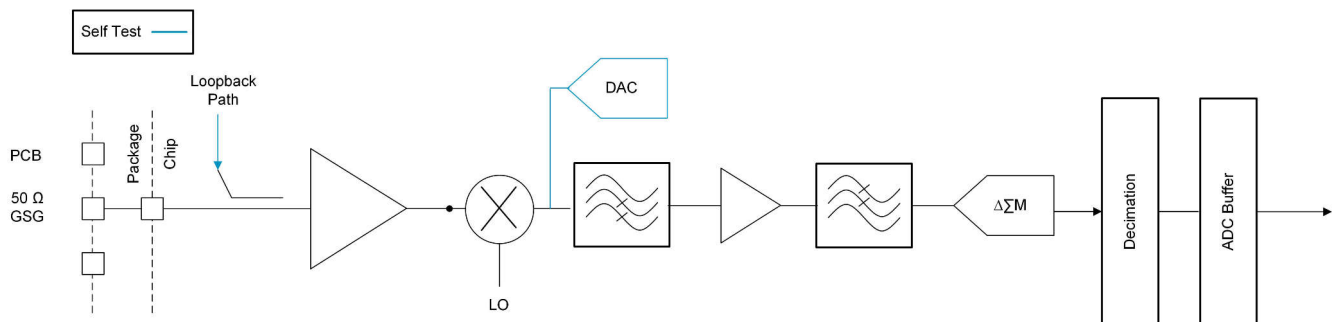 Self Test
Loopback
Path
DAC
PCB
Package
Chip
50 Ω
GSG
LO
ΔΣM
Decimation
ADC Buffer